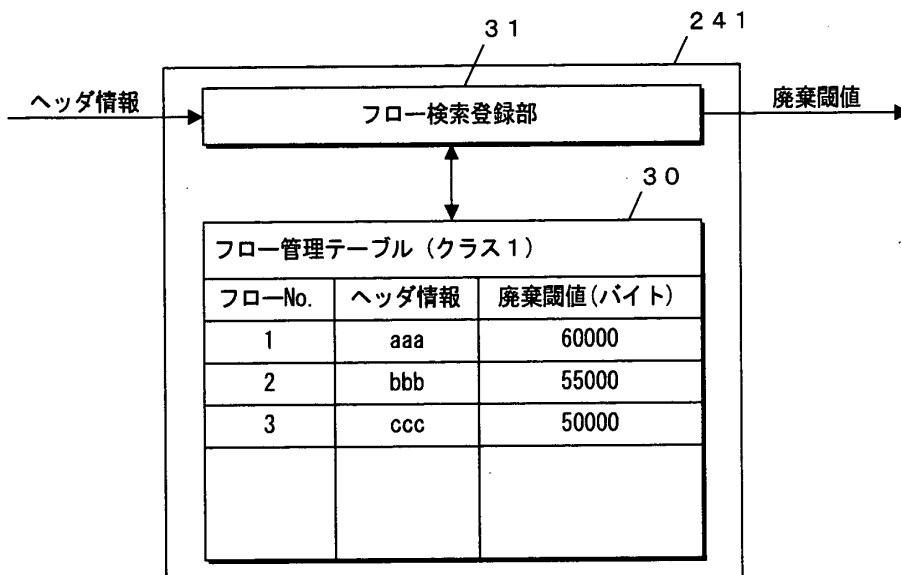 31
241
ヘッダ情報
フロー検索登録部
廃棄閾値
30
フロー管理テーブル（クラス1）
フローNo. ヘッダ情報 廃棄閾値(バイト)
1 aaa 60000
2 bbb 55000
3 ccc 50000